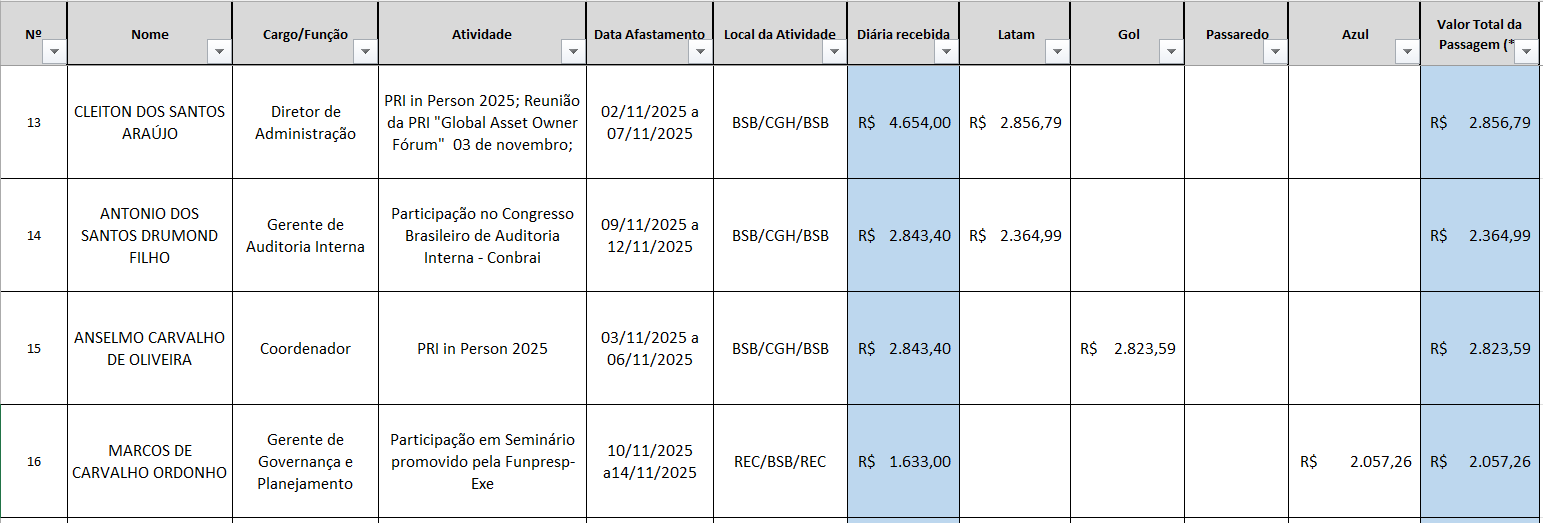 Nº Nome Cargo/Função Atividade Data Afastamento Local da Atividade Diária recebida Latam Gol Passaredo Azul Valor Total da
Passagem (*
13
CLEITON DOS SANTOS
ARAÚJO
Diretor de
Administração
PRI in Person 2025; Reunião
da PRI "Global Asset Owner
Fórum" 03 de novembro;
02/11/2025 a
07/11/2025
BSB/CGH/BSB
R$ 4.654,00
R$ 2.856,79
R$ 2.856,79
14
ANTONIO DOS
SANTOS DRUMOND
FILHO
Gerente de
Auditoria Interna
Participação no Congresso
Brasileiro de Auditoria
Interna - Conbrai
09/11/2025 a
12/11/2025
BSB/CGH/BSB
R$ 2.843,40
R$ 2.364,99
R$ 2.364,99
15
ANSELMO CARVALHO
DE OLIVEIRA
Coordenador
PRI in Person 2025
03/11/2025 a
06/11/2025
BSB/CGH/BSB
R$ 2.843,40
R$ 2.823,59
R$ 2.823,59
16
MARCOS DE
CARVALHO ORDONHO
Gerente de
Governança e
Planejamento
Participação em Seminário
promovido pela Funpresp-
Exe
10/11/2025
a14/11/2025
REC/BSB/REC
R$ 1.633,00
R$ 2.057,26
R$ 2.057,26